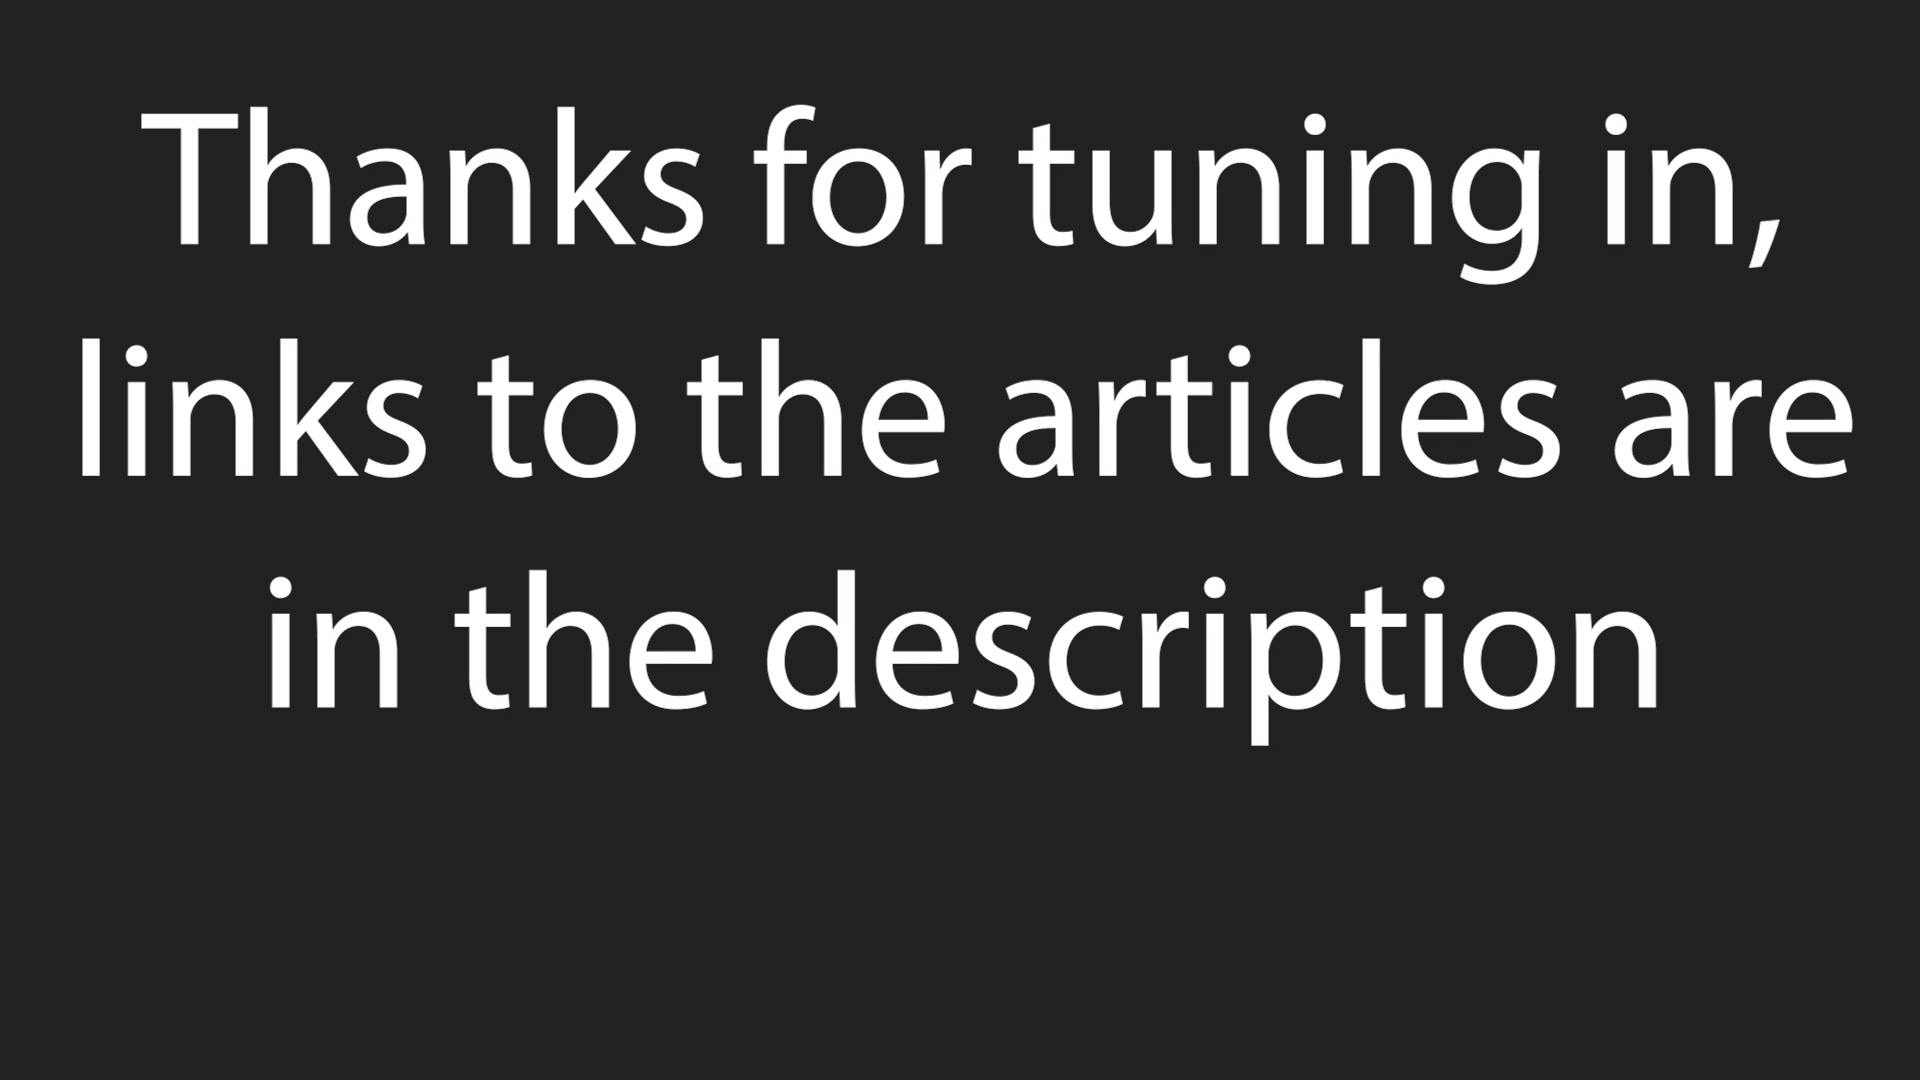 Thanks for tuning in,
links to the articles are
in the description